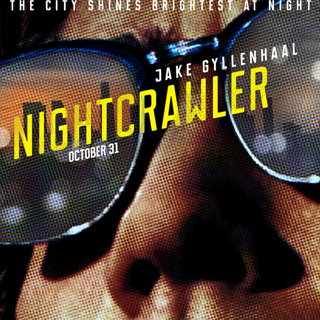 THE CITY SHINES BRIGHTEST AT NIGHT
JAKE GYLLENHAAL
NIGHTCRAWLER
OCTOBER 31